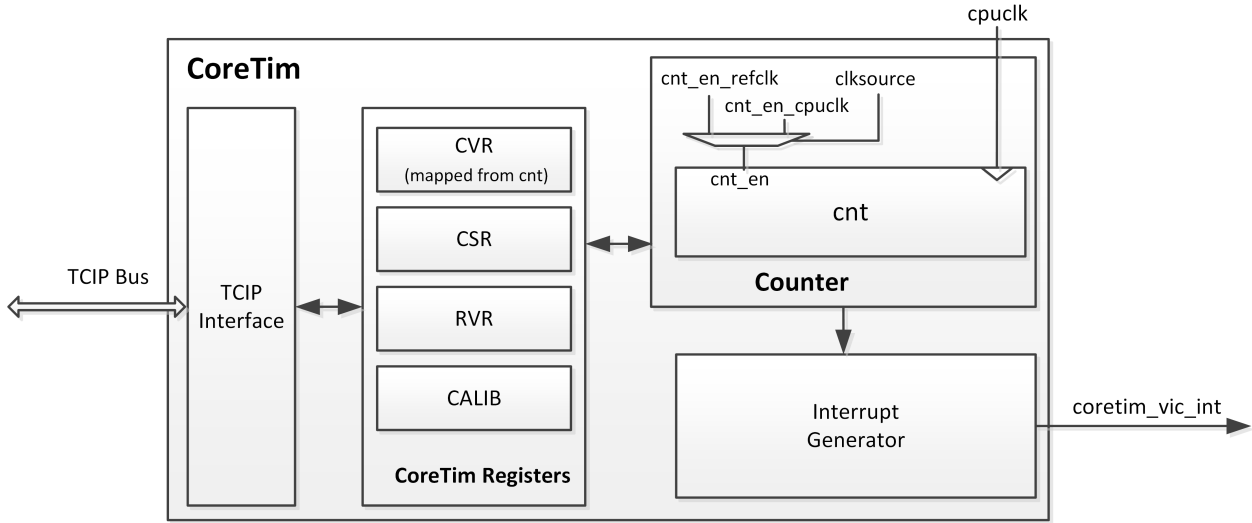 cpuclk
CoreTim
cnt_en_refclk
clksource
cnt_en_cpuclk
CVR
(mapped from cnt)
cnt_en
cnt
CSR
TCIP Bus
Counter
TCIP
Interface
RVR
CALIB
Interrupt
Generator
coretim_vic_int
CoreTim Registers